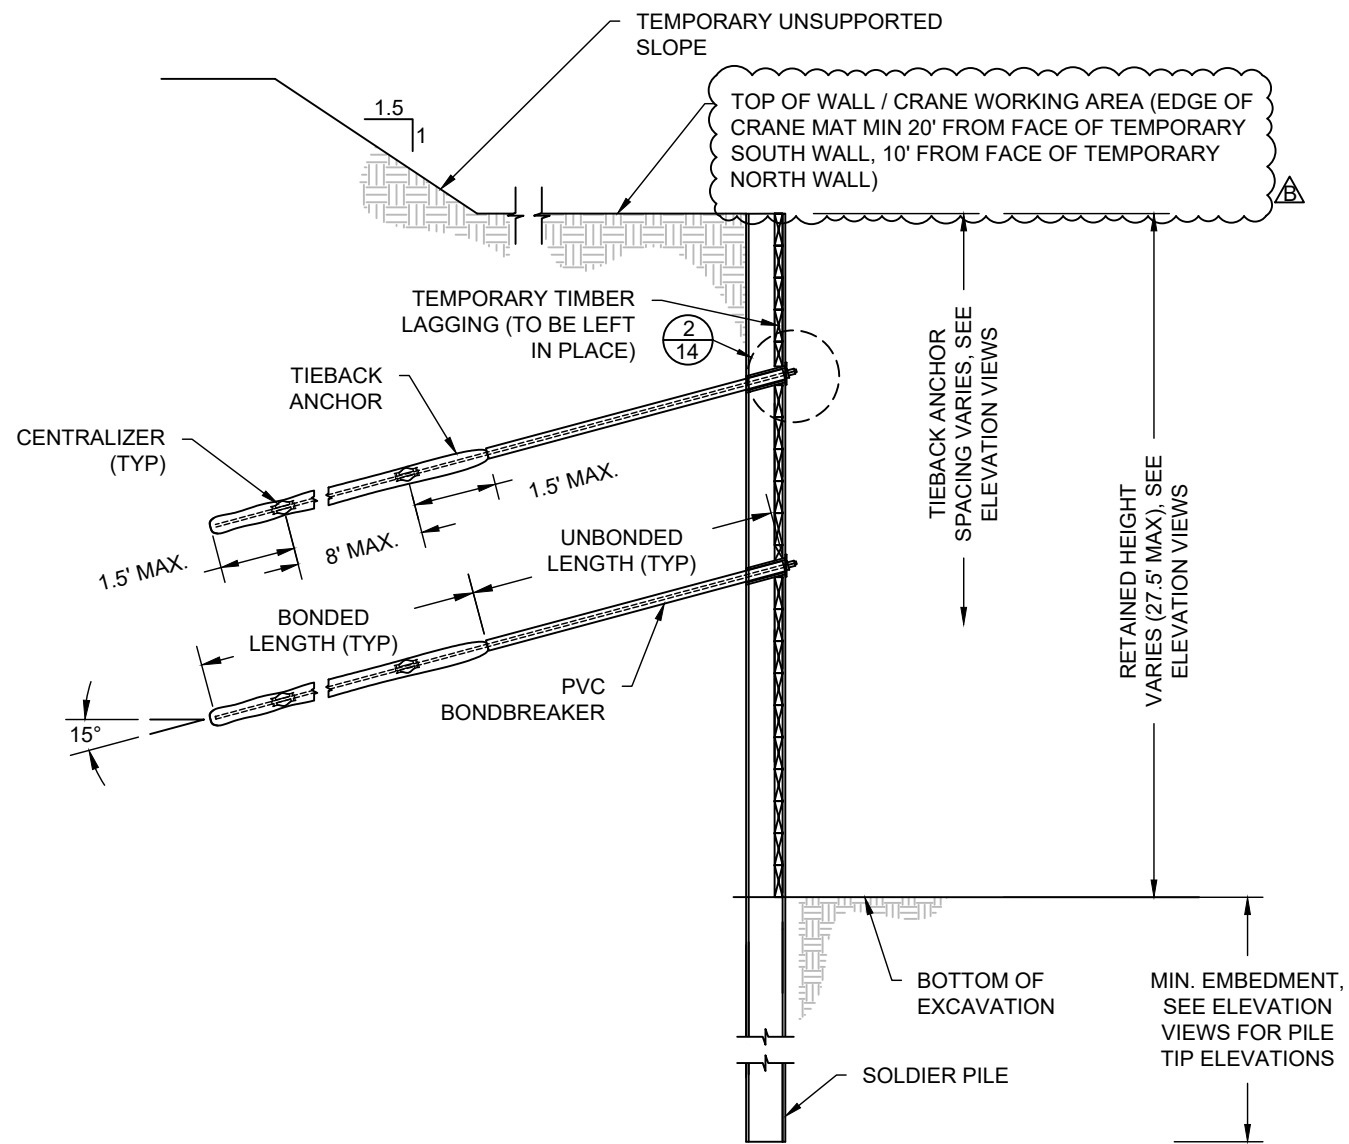 TEMPORARY UNSUPPORTED
SLOPE
1.5
1
TOP OF WALL / CRANE WORKING AREA (EDGE OF
CRANE MAT MIN 20' FROM FACE OF TEMPORARY
SOUTH WALL, 10' FROM FACE OF TEMPORARY
NORTH WALL)
B
TEMPORARY TIMBER
LAGGING (TO BE LEFT
IN PLACE)
2
14
TIEBACK
ANCHOR
CENTRALIZER
(TYP)
TIEBACK ANCHOR
SPACING VARIES, SEE
ELEVATION VIEWS
RETAINED HEIGHT
VARIES (27.5' MAX), SEE
ELEVATION VIEWS
1.5' MAX.
8' MAX.
1.5' MAX.
UNBONDED
LENGTH (TYP)
BONDED
LENGTH (TYP)
PVC
BONDBREAKER
15°
BOTTOM OF
EXCAVATION
MIN. EMBEDMENT,
SEE ELEVATION
VIEWS FOR PILE
TIP ELEVATIONS
SOLDIER PILE